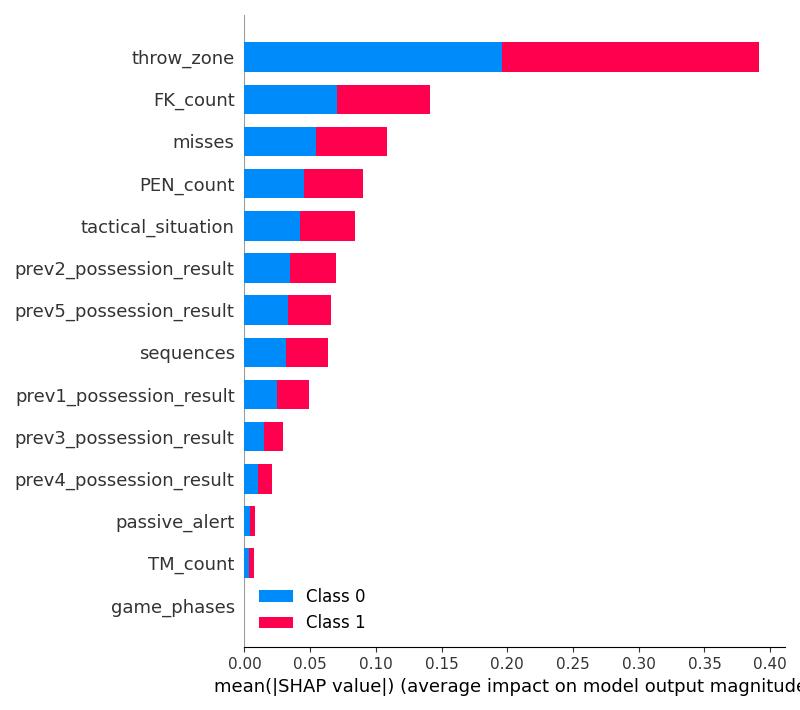 throw_zone
FK_count
misses
PEN_count
tactical_situation
prev2_possession_result
prev5_possession_result
sequences
prev1_possession_result
prev3_possession_result
prev4_possession_result
passive_alert
TM_count
game_phases
Class 0
Class 1
0.00 0.05 0.10 0.15 0.20 0.25 0.30 0.35 0.40
mean(|SHAP value|) (average impact on model output magnitude